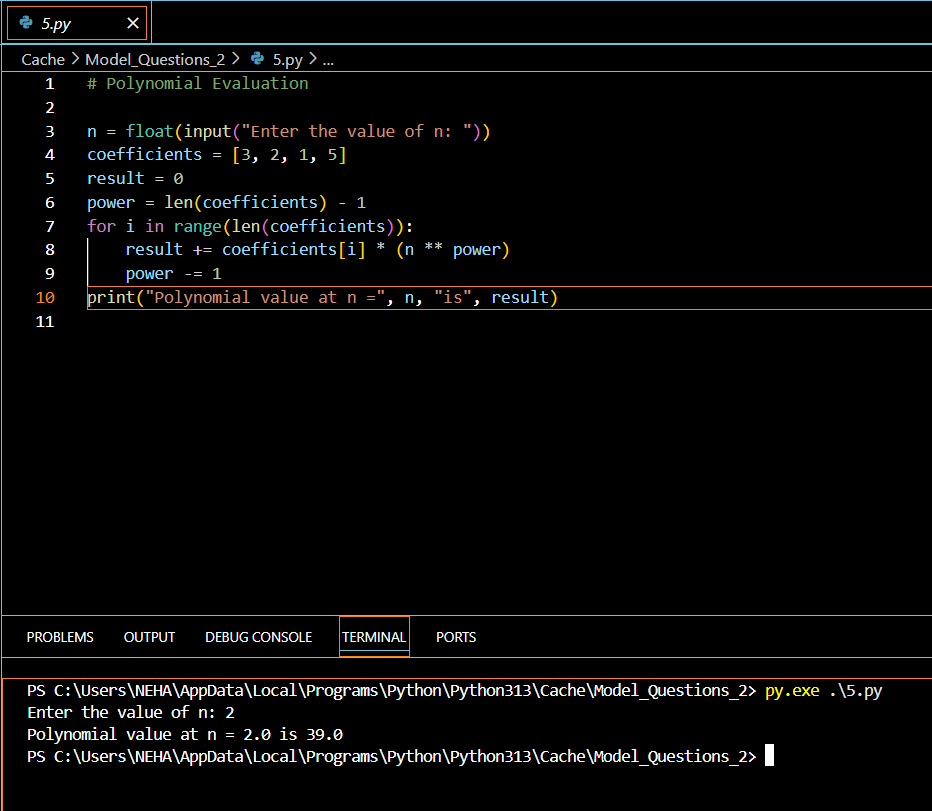 5.py
Cache > Model_Questions_2 > 5.py > ...
1 # Polynomial Evaluation
2
3 n = float(input("Enter the value of n: "))
4 coefficients = [3, 2, 1, 5]
5 result = 0
6 power = len(coefficients) - 1
7 for i in range(len(coefficients)):
8     result += coefficients[i] * (n ** power)
9     power -= 1
10 print("Polynomial value at n =", n, "is", result)
11
PROBLEMS OUTPUT DEBUG CONSOLE TERMINAL PORTS
PS C:\Users\NEHA\AppData\Local\Programs\Python\Python313\Cache\Model_Questions_2> py.exe .\5.py
Enter the value of n: 2
Polynomial value at n = 2.0 is 39.0
PS C:\Users\NEHA\AppData\Local\Programs\Python\Python313\Cache\Model_Questions_2>